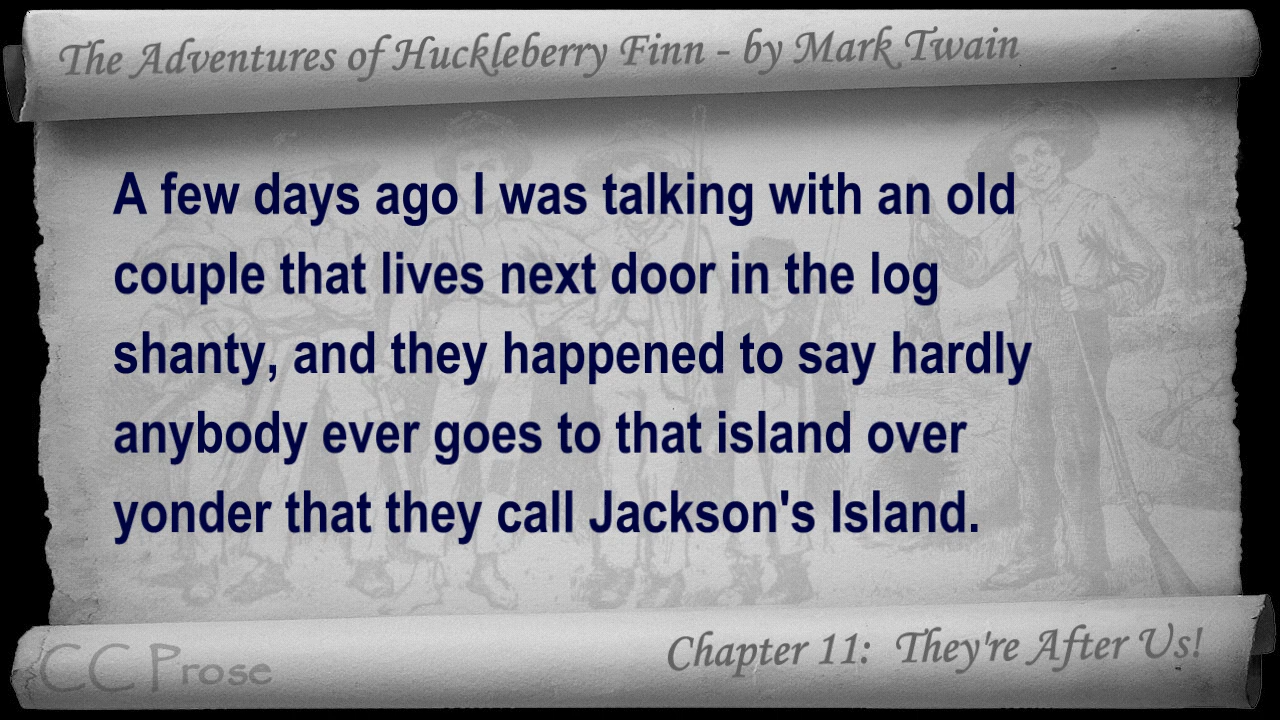 The Adventures of Huckleberry Finn - by Mark Twain
A few days ago I was talking with an old
couple that lives next door in the log
shanty, and they happened to say hardly
anybody ever goes to that island over
yonder that they call Jackson's Island.
CC Prose
Chapter 11: They're After Us!